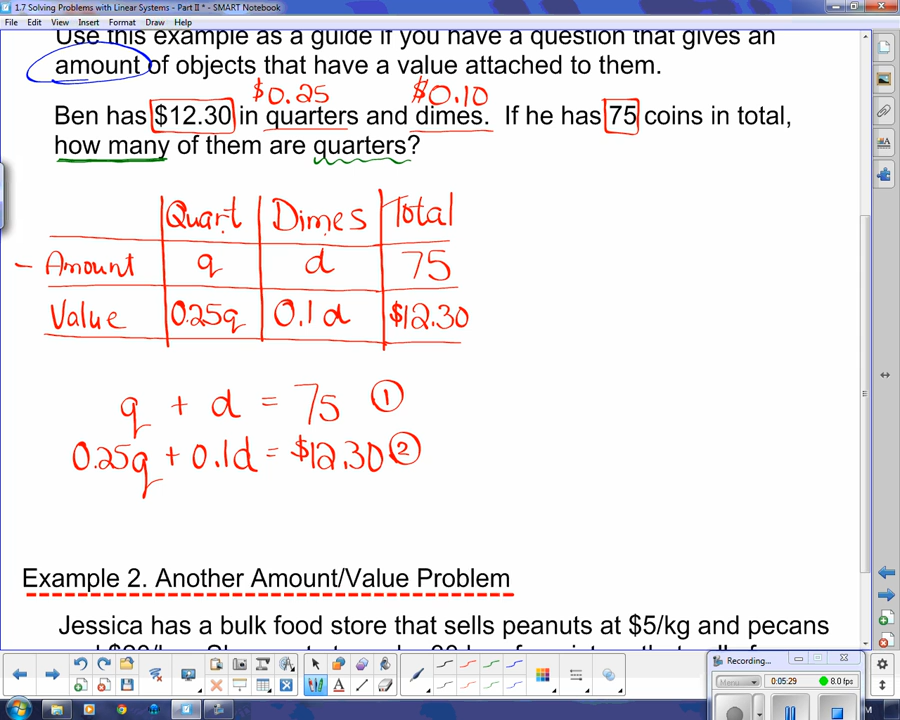 1.7 Solving Problems with Linear Systems - Part II * - SMART Notebook
File Edit View Insert Format Draw Help
Use this example as a guide if you have a question that gives an
amount of objects that have a value attached to them.
$0.25 $0.10
Ben has $12.30 in quarters and dimes. If he has 75 coins in total,
how many of them are quarters?
Quart Dimes Total
- Amount q d 75
Value 0.25q 0.1d $12.30
q + d = 75 ①
0.25q + 0.1d = $12.30 ②
Example 2. Another Amount/Value Problem
Jessica has a bulk food store that sells peanuts at $5/kg and pecans
Recording...
Menu 0:05:29 8.0 fps